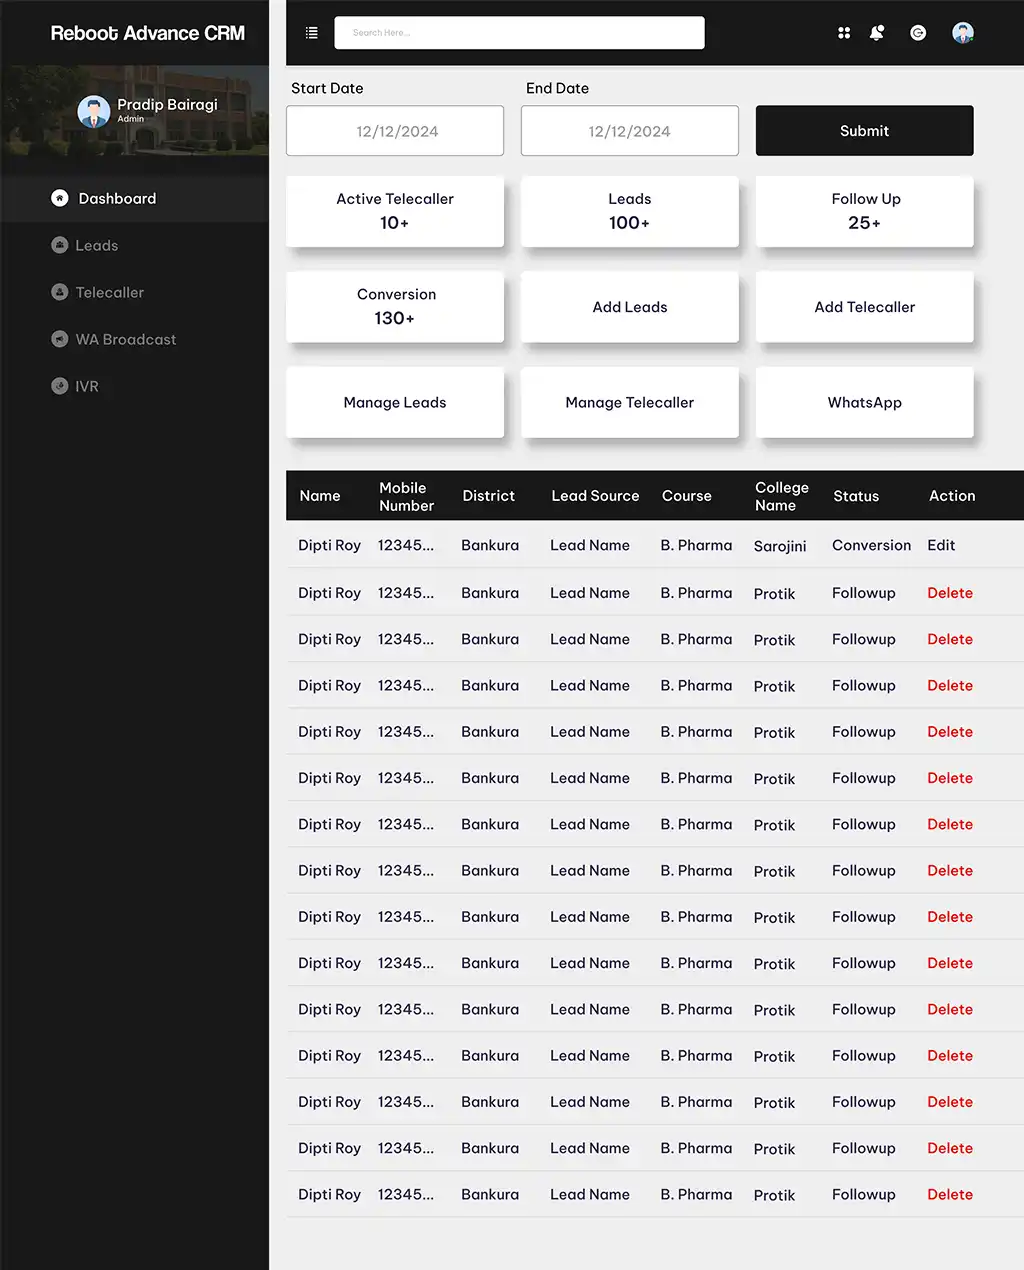 Reboot Advance CRM
Search Here...
Pradip Bairagi
Admin
Dashboard
Leads
Telecaller
WA Broadcast
IVR
Start Date
End Date
12/12/2024
12/12/2024
Submit
Active Telecaller
10+
Leads
100+
Follow Up
25+
Conversion
130+
Add Leads
Add Telecaller
Manage Leads
Manage Telecaller
WhatsApp
Name Mobile Number District Lead Source Course College Name Status Action
Dipti Roy 12345... Bankura Lead Name B. Pharma Sarojini Conversion Edit
Dipti Roy 12345... Bankura Lead Name B. Pharma Protik Followup Delete
Dipti Roy 12345... Bankura Lead Name B. Pharma Protik Followup Delete
Dipti Roy 12345... Bankura Lead Name B. Pharma Protik Followup Delete
Dipti Roy 12345... Bankura Lead Name B. Pharma Protik Followup Delete
Dipti Roy 12345... Bankura Lead Name B. Pharma Protik Followup Delete
Dipti Roy 12345... Bankura Lead Name B. Pharma Protik Followup Delete
Dipti Roy 12345... Bankura Lead Name B. Pharma Protik Followup Delete
Dipti Roy 12345... Bankura Lead Name B. Pharma Protik Followup Delete
Dipti Roy 12345... Bankura Lead Name B. Pharma Protik Followup Delete
Dipti Roy 12345... Bankura Lead Name B. Pharma Protik Followup Delete
Dipti Roy 12345... Bankura Lead Name B. Pharma Protik Followup Delete
Dipti Roy 12345... Bankura Lead Name B. Pharma Protik Followup Delete
Dipti Roy 12345... Bankura Lead Name B. Pharma Protik Followup Delete
Dipti Roy 12345... Bankura Lead Name B. Pharma Protik Followup Delete